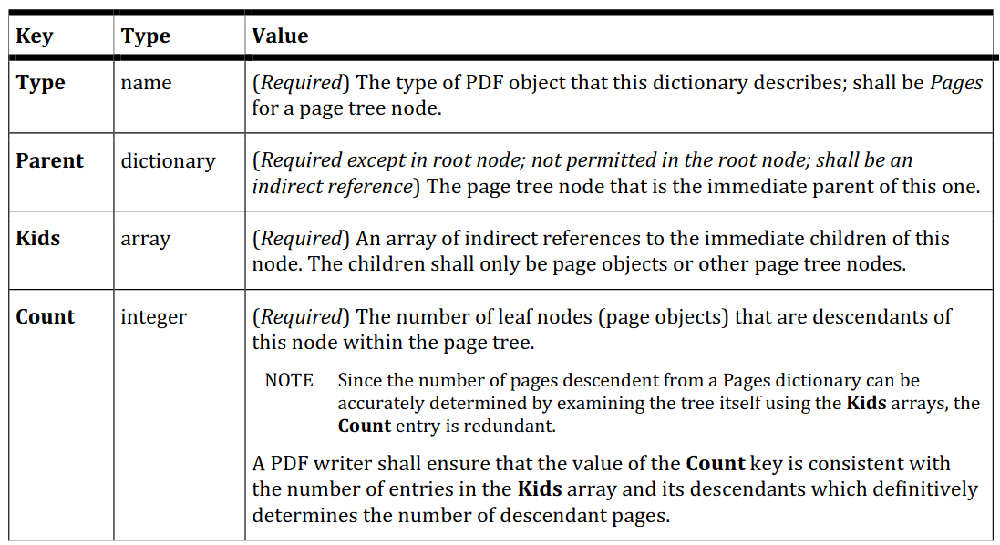 Key Type Value
Type name (Required) The type of PDF object that this dictionary describes; shall be Pages
for a page tree node.
Parent dictionary (Required except in root node; not permitted in the root node; shall be an
indirect reference) The page tree node that is the immediate parent of this one.
Kids array (Required) An array of indirect references to the immediate children of this
node. The children shall only be page objects or other page tree nodes.
Count integer (Required) The number of leaf nodes (page objects) that are descendants of
this node within the page tree.
NOTE Since the number of pages descendent from a Pages dictionary can be
accurately determined by examining the tree itself using the Kids arrays, the
Count entry is redundant.
A PDF writer shall ensure that the value of the Count key is consistent with
the number of entries in the Kids array and its descendants which definitively
determines the number of descendant pages.